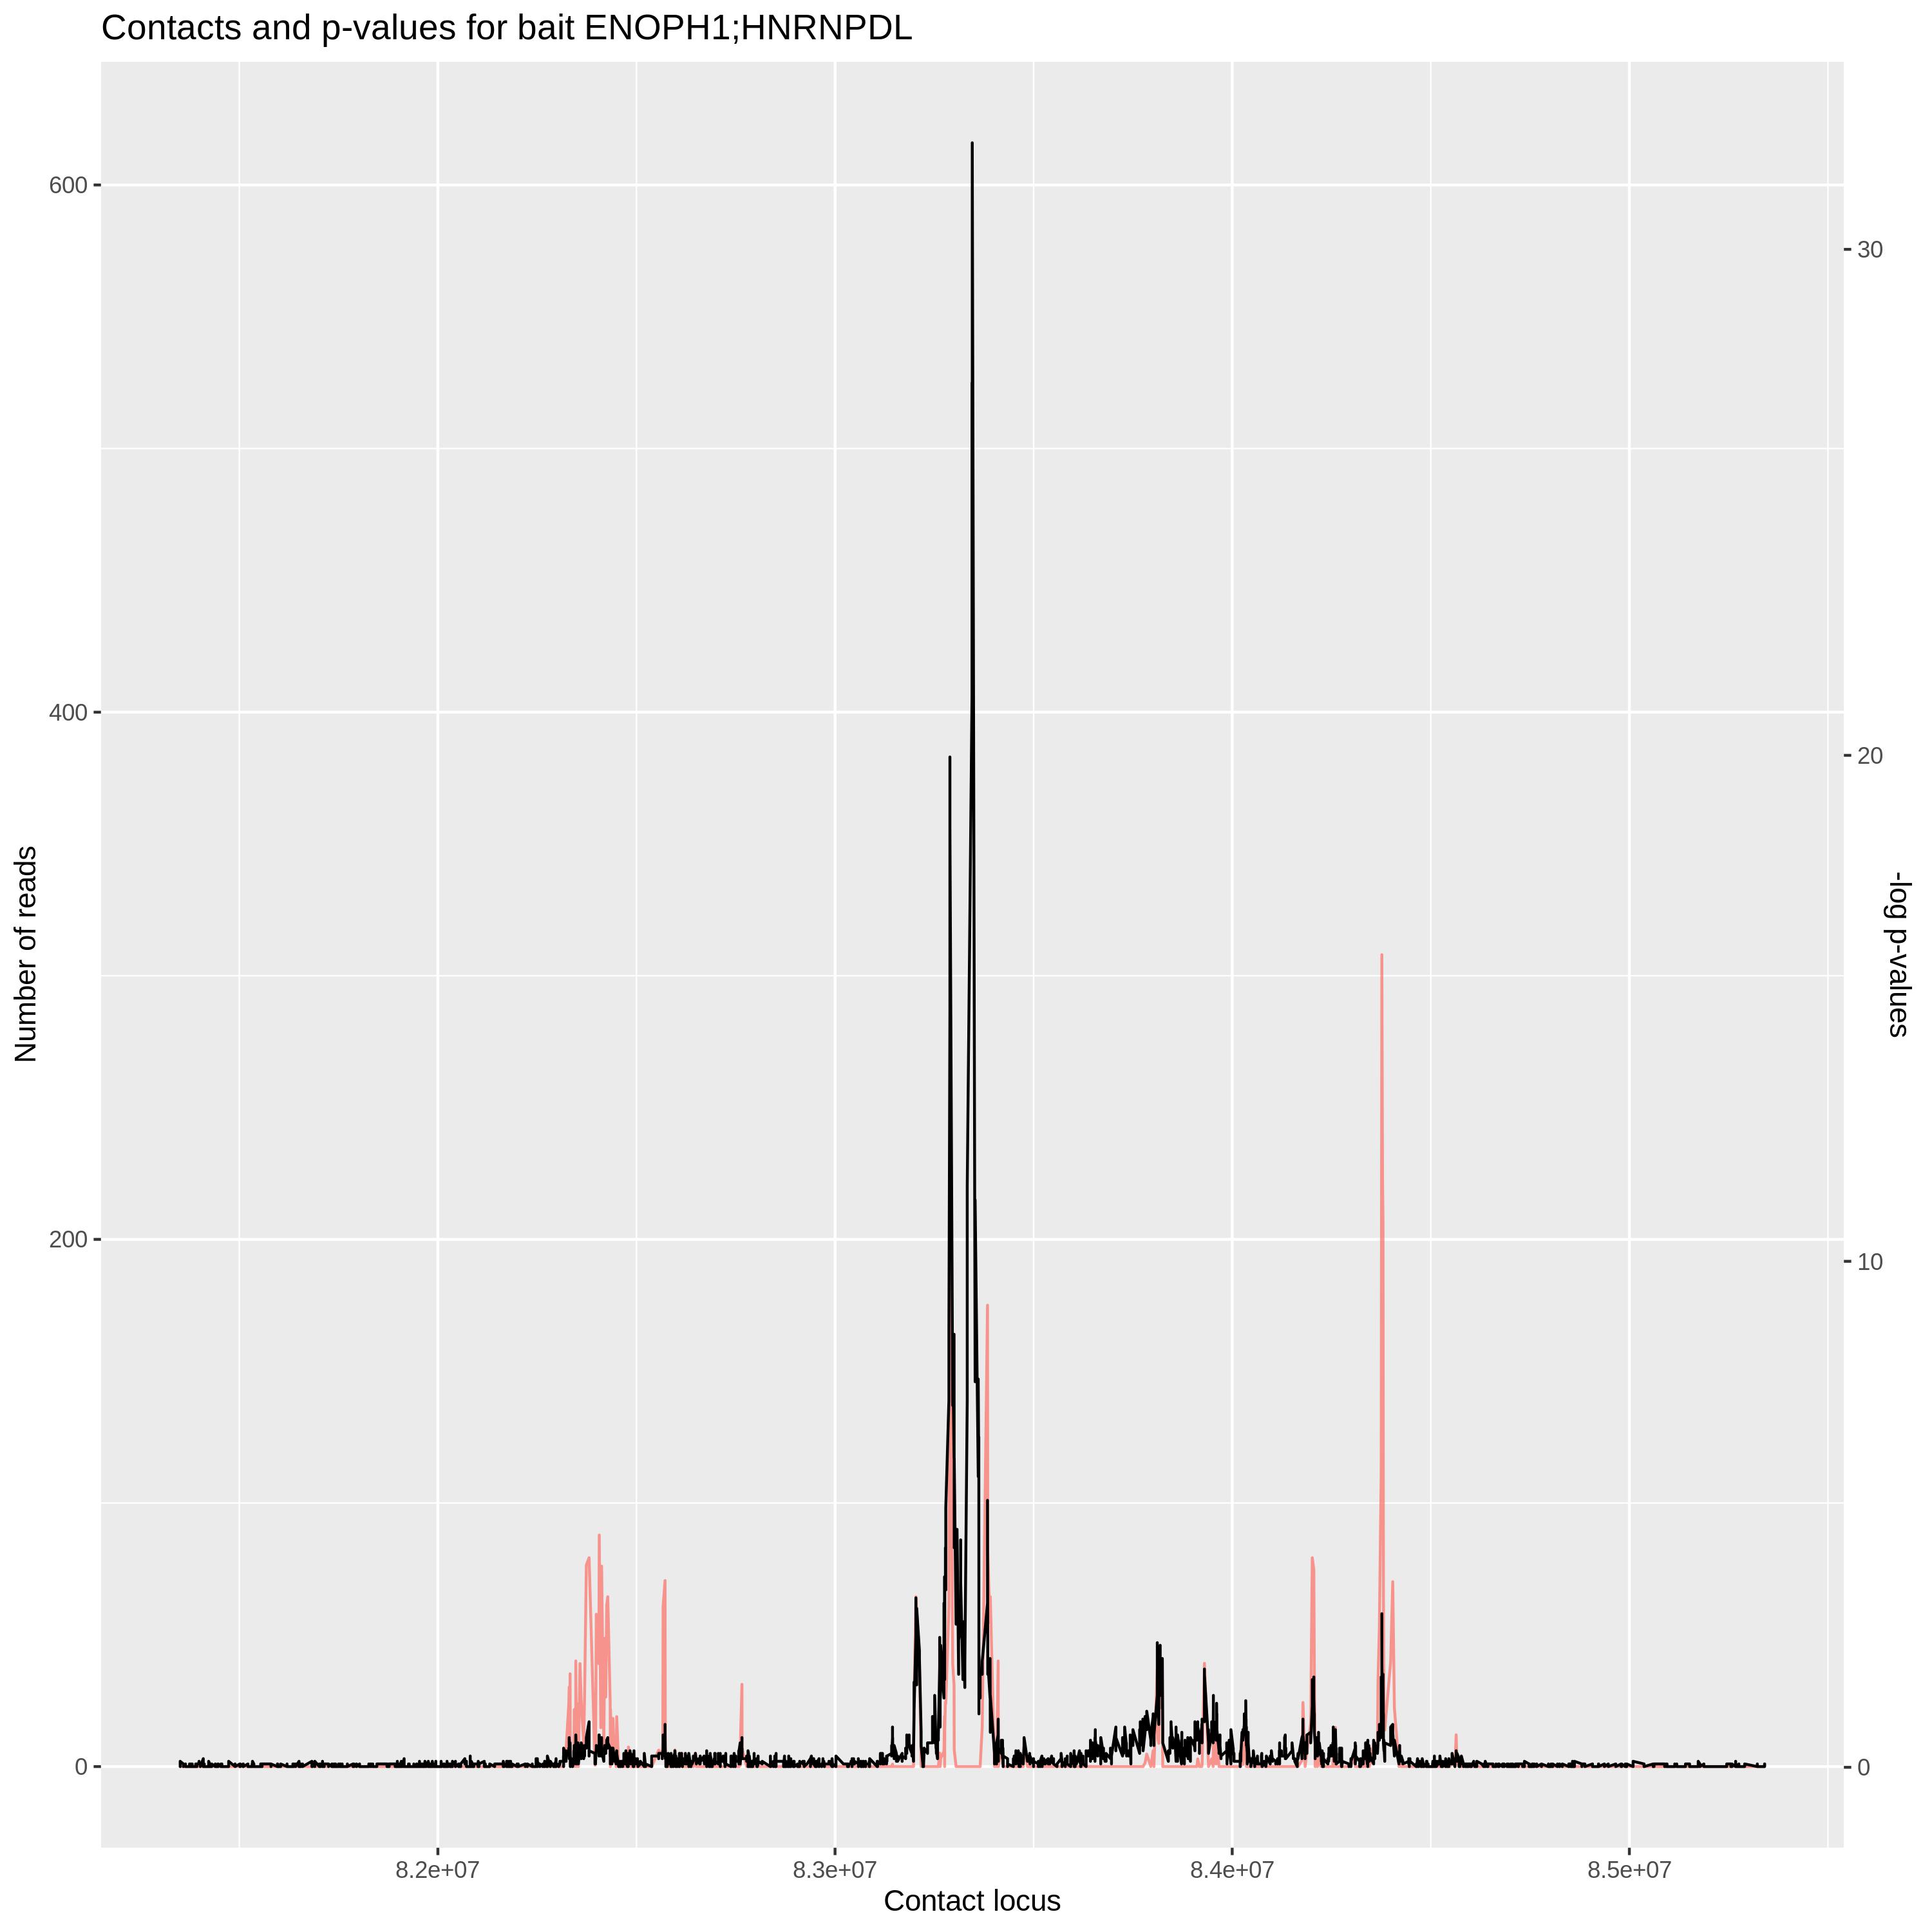 Contacts and p-values for bait ENOPH1;HNRNPDL
600
400
200
0
Number of reads
30
20
10
0
-log p-values
8.2e+07
8.3e+07
8.4e+07
8.5e+07
Contact locus